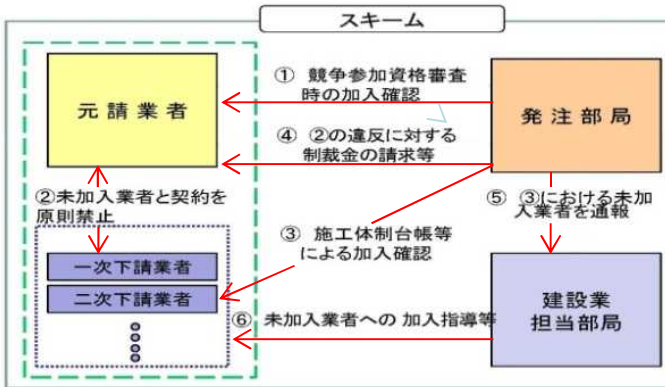 スキーム
① 競争参加資格審査
時の加入確認
元請業者
発注部局
④ ②の違反に対する
制裁金の請求等
②未加入業者と契約を
原則禁止
⑤ ③における未加
入業者を通報
③ 施工体制台帳等
による加入確認
一次下請業者
二次下請業者
建設業
担当部局
⑥ 未加入業者への 加入指導等